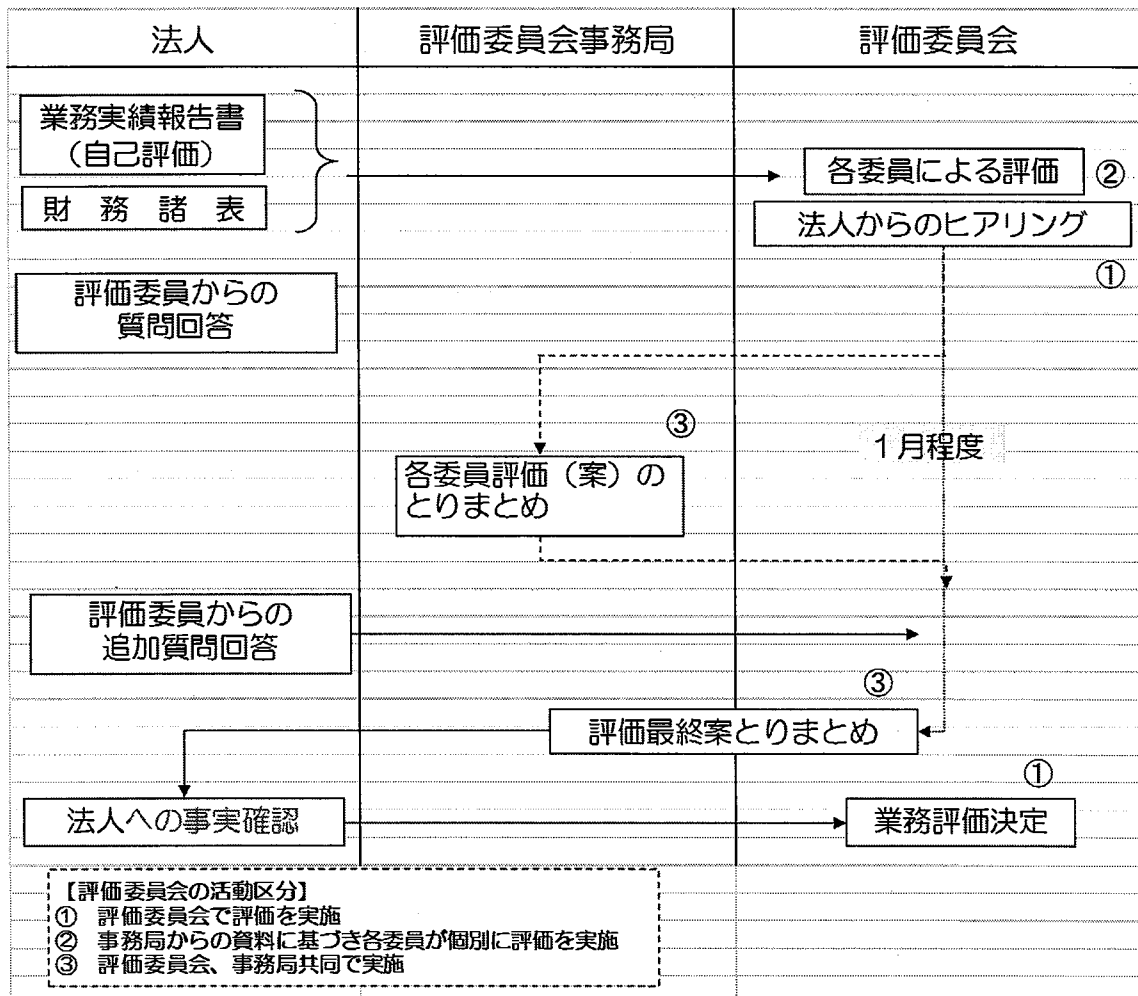 法人
評価委員会事務局
評価委員会
業務実績報告書
（自己評価）
財務諸表
各委員による評価
②
法人からのヒアリング
①
評価委員からの
質問回答
③
１月程度
各委員評価（案）の
とりまとめ
評価委員からの
追加質問回答
③
評価最終案とりまとめ
①
法人への事実確認
業務評価決定
【評価委員会の活動区分】
① 評価委員会で評価を実施
② 事務局からの資料に基づき各委員が個別に評価を実施
③ 評価委員会、事務局共同で実施